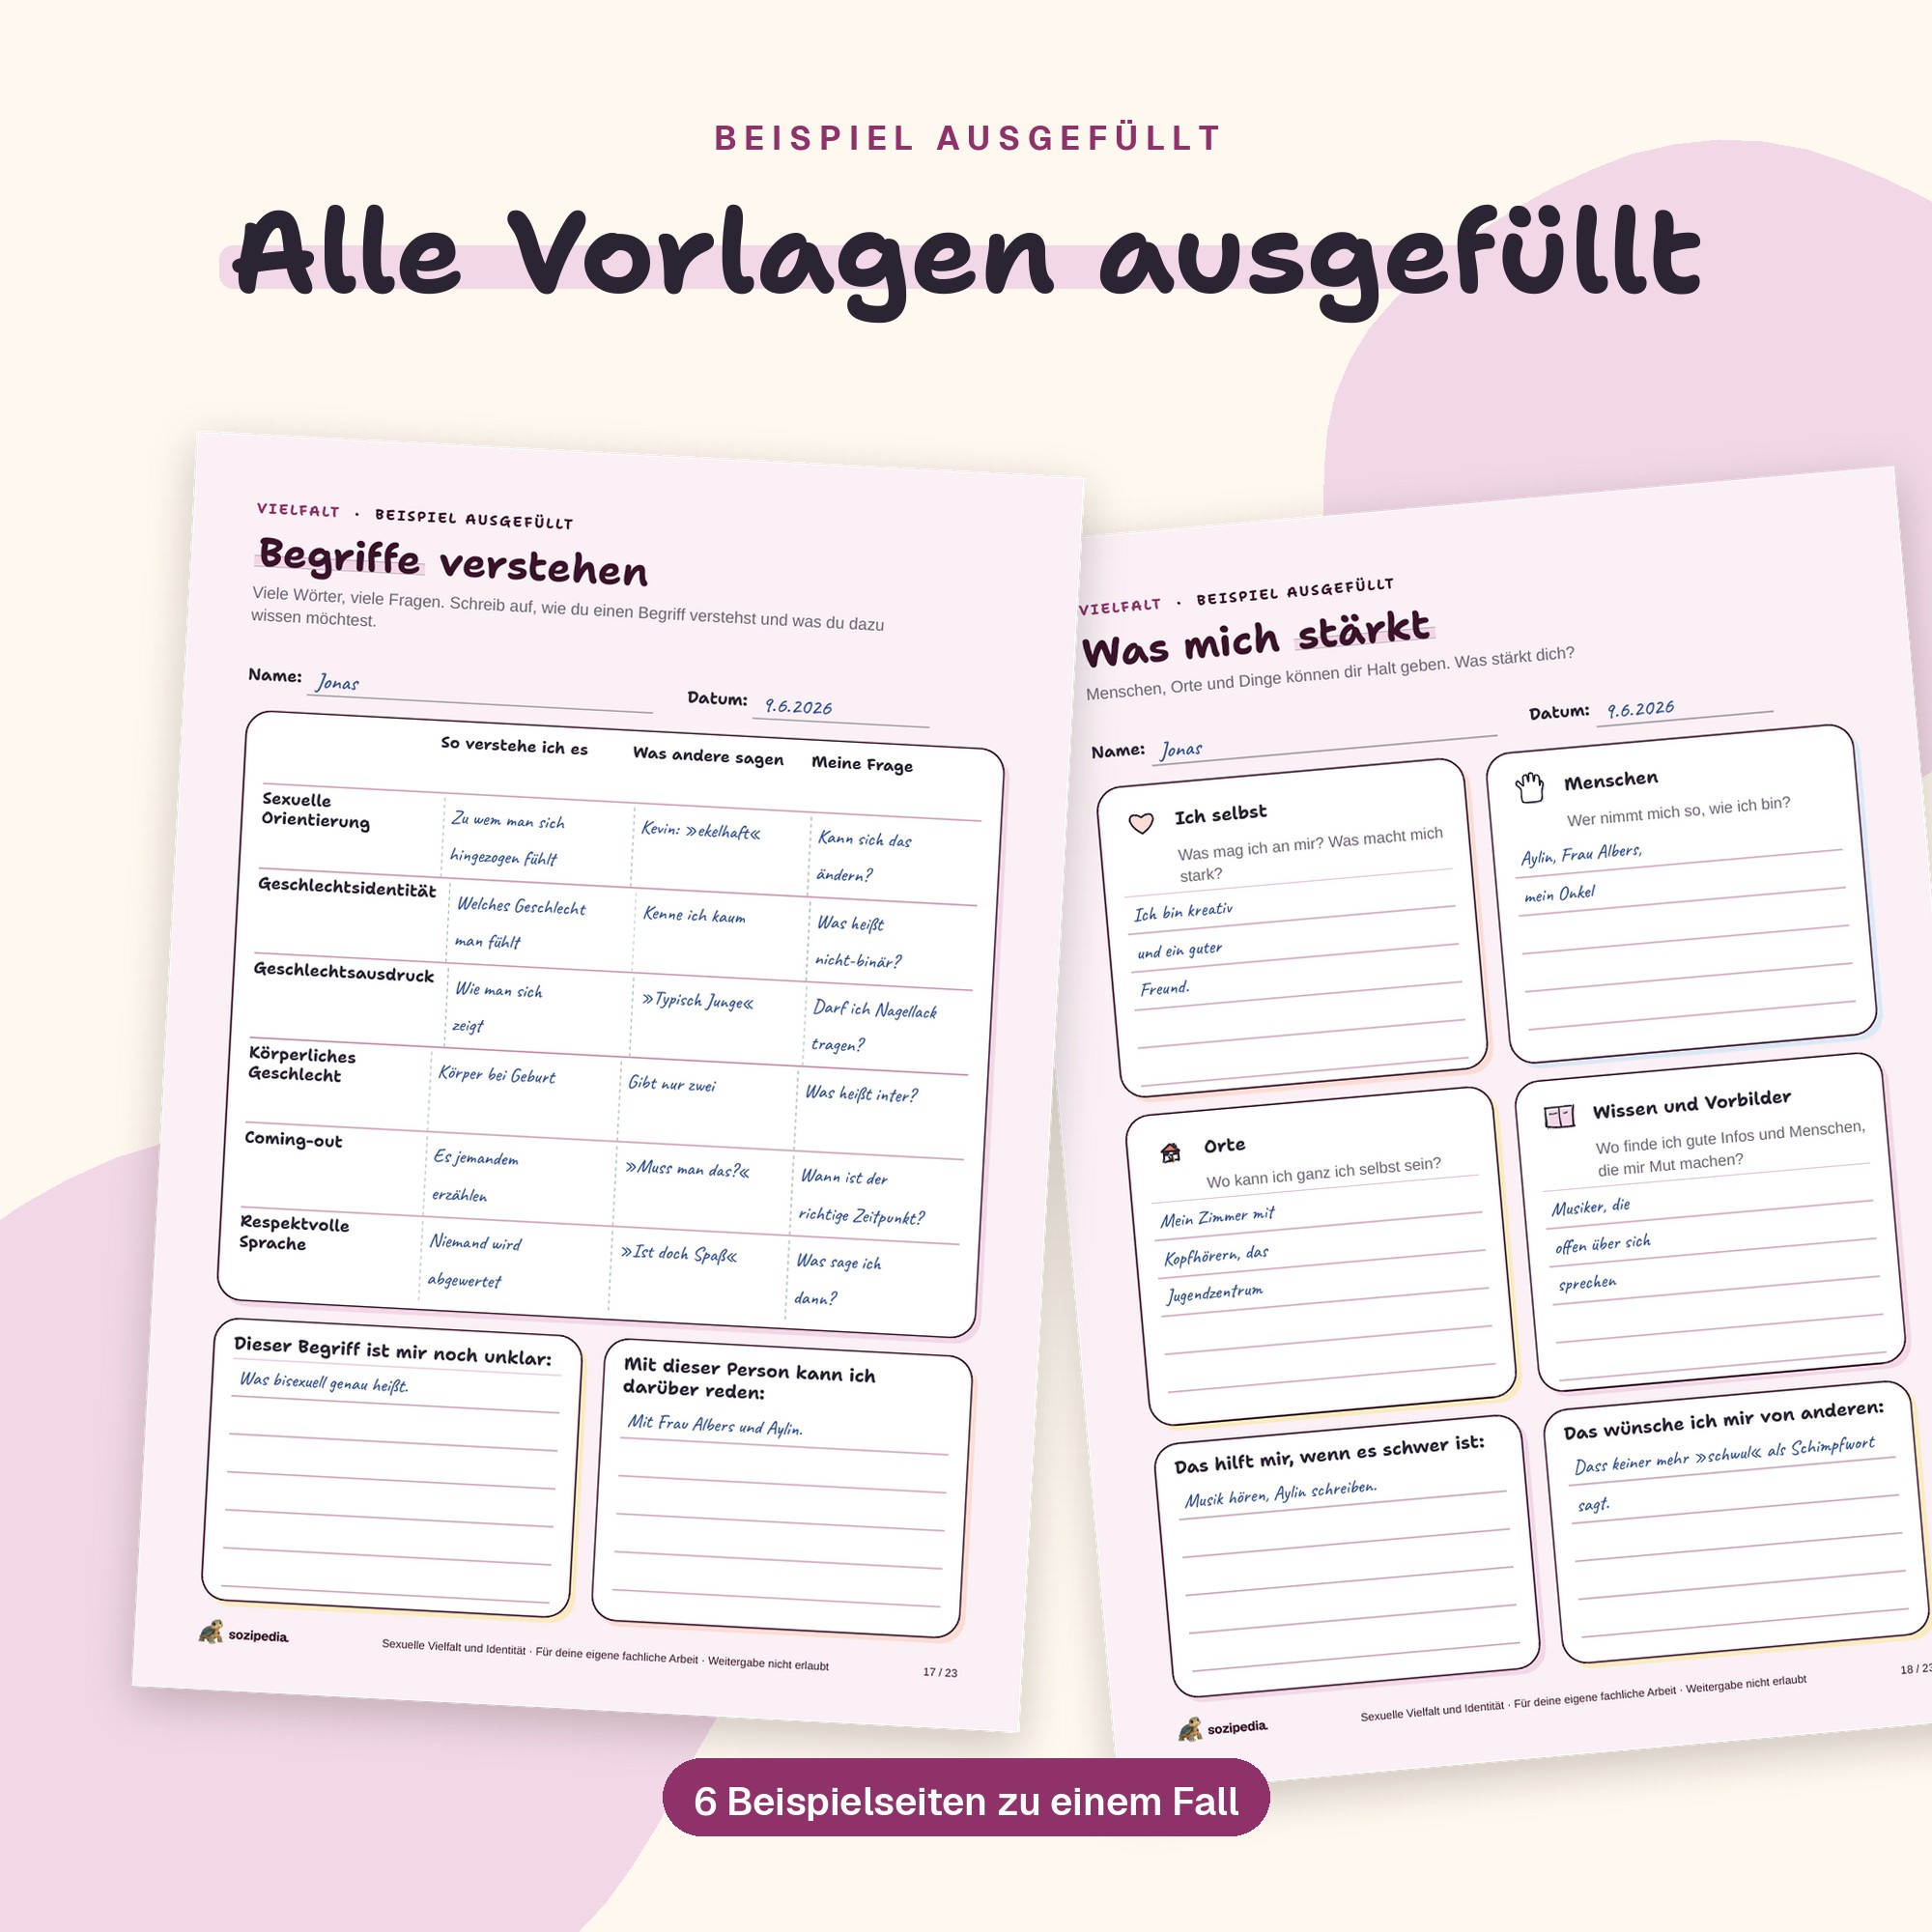 BEISPIEL AUSGEFÜLLT
Alle Vorlagen ausgefüllt
VIELFALT · BEISPIEL AUSGEFÜLLT
Begriffe verstehen
Viele Wörter, viele Fragen. Schreib auf, wie du einen Begriff verstehst und was du dazu
wissen möchtest.
Name: Jonas
Datum: 9.6.2026
So verstehe ich es
Was andere sagen
Meine Frage
Sexuelle
Orientierung
Zu wem man sich
hingezogen fühlt
Kevin: »ekelhaft«
Kann sich das
ändern?
Geschlechtsidentität
Welches Geschlecht
man fühlt
Kenne ich kaum
Was heißt
nicht-binär?
Geschlechtsausdruck
Wie man sich
zeigt
»Typisch Junge«
Darf ich Nagellack
tragen?
Körperliches
Geschlecht
Körper bei Geburt
Gibt nur zwei
Was heißt inter?
Coming-out
Es jemandem
erzählen
»Muss man das?«
Wann ist der
richtige Zeitpunkt?
Respektvolle
Sprache
Niemand wird
abgewertet
»Ist doch Spaß«
Was sage ich
dann?
Dieser Begriff ist mir noch unklar:
Was bisexuell genau heißt.
Mit dieser Person kann ich
darüber reden:
Mit Frau Albers und Aylin.
sozipedia.
Sexuelle Vielfalt und Identität · Für deine eigene fachliche Arbeit · Weitergabe nicht erlaubt
17 / 23
VIELFALT · BEISPIEL AUSGEFÜLLT
Was mich stärkt
Menschen, Orte und Dinge können dir Halt geben. Was stärkt dich?
Name: Jonas
Datum: 9.6.2026
Ich selbst
Was mag ich an mir? Was macht mich
stark?
Ich bin kreativ
und ein guter
Freund.
Menschen
Wer nimmt mich so, wie ich bin?
Aylin, Frau Albers,
mein Onkel
Orte
Wo kann ich ganz ich selbst sein?
Mein Zimmer mit
Kopfhörern, das
Jugendzentrum
Wissen und Vorbilder
Wo finde ich gute Infos und Menschen,
die mir Mut machen?
Musiker, die
offen über sich
sprechen
Das hilft mir, wenn es schwer ist:
Musik hören, Aylin schreiben.
Das wünsche ich mir von anderen:
Dass keiner mehr »schwul« als Schimpfwort
sagt.
sozipedia.
Sexuelle Vielfalt und Identität · Für deine eigene fachliche Arbeit · Weitergabe nicht erlaubt
18 / 23
6 Beispielseiten zu einem Fall